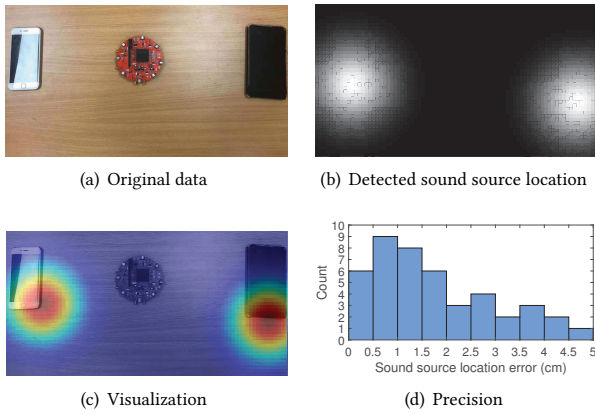 (a) Original data
(b) Detected sound source location
(c) Visualization
10
9
8
7
6
5
4
3
2
1
0
Count
0 0.5 1 1.5 2 2.5 3 3.5 4 4.5 5
Sound source location error (cm)
(d) Precision